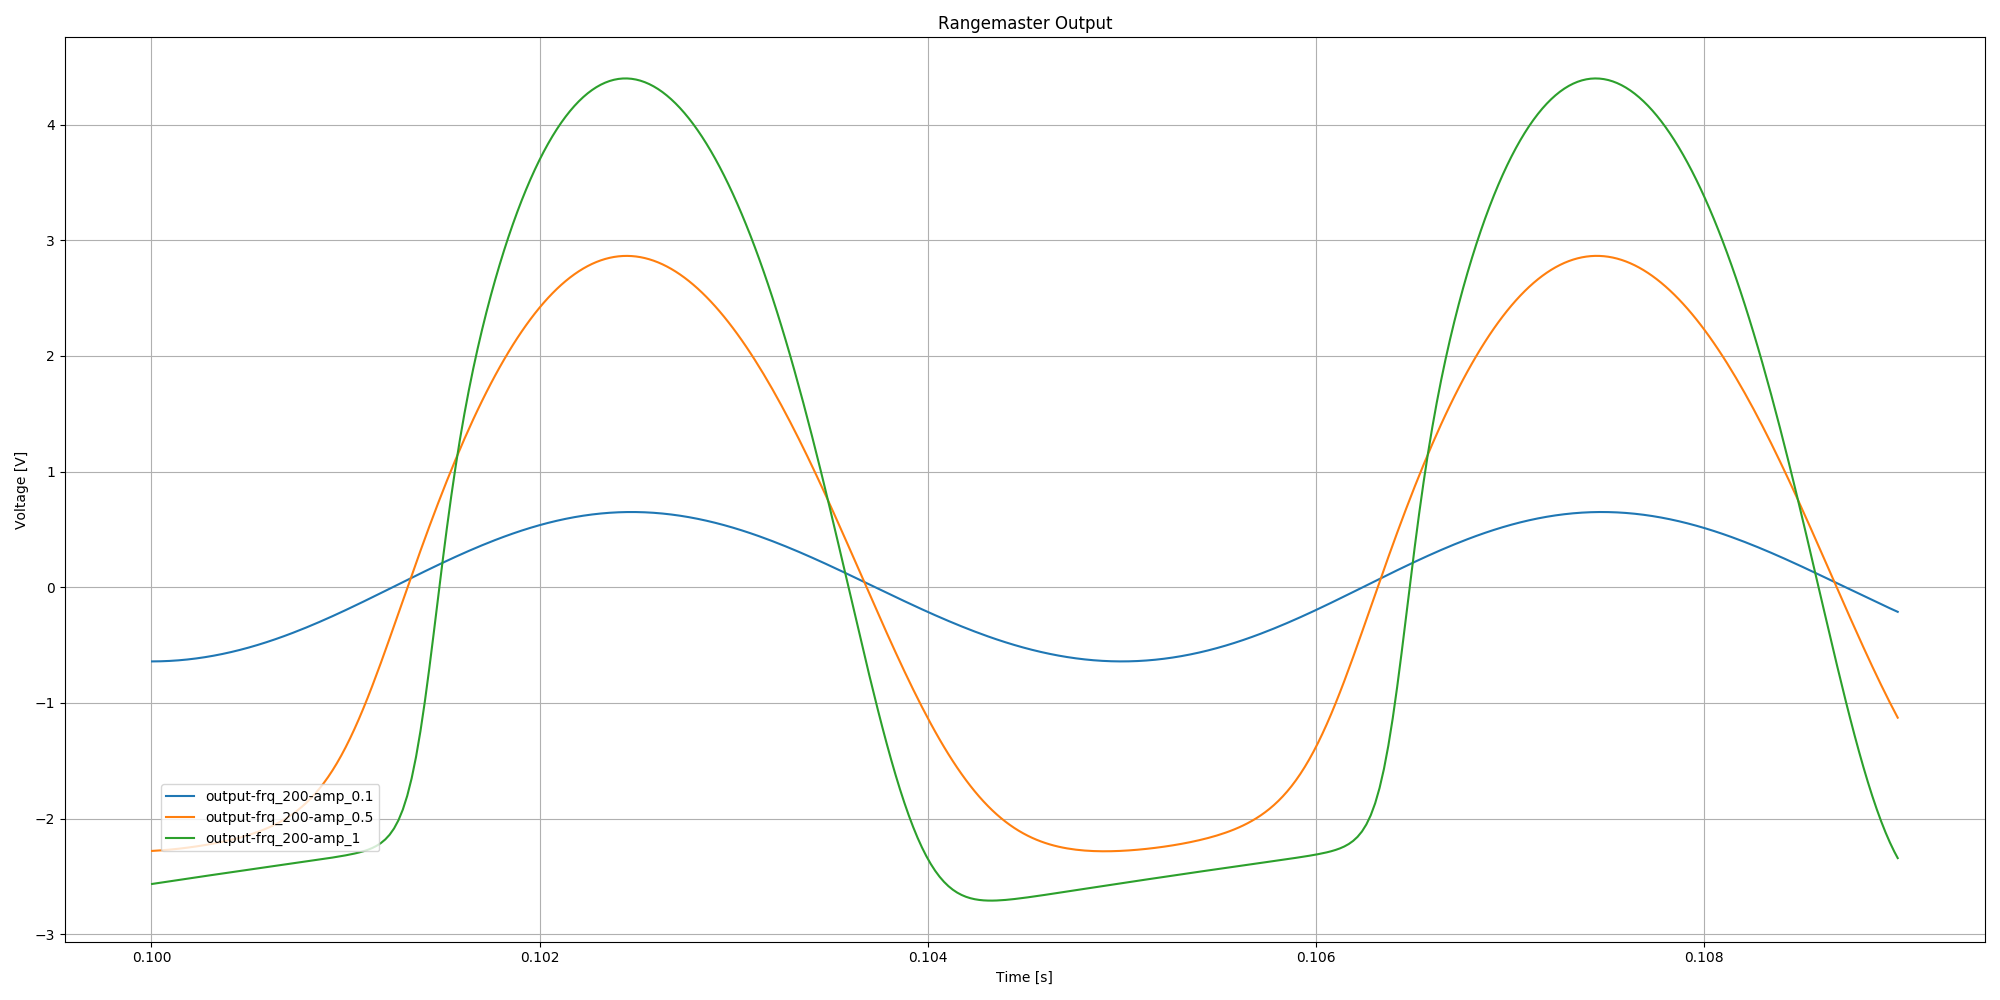 Rangemaster Output
Voltage [V]
4
3
2
1
0
−1
−2
−3
output-frq_200-amp_0.1
output-frq_200-amp_0.5
output-frq_200-amp_1
0.100
0.102
0.104
0.106
0.108
Time [s]